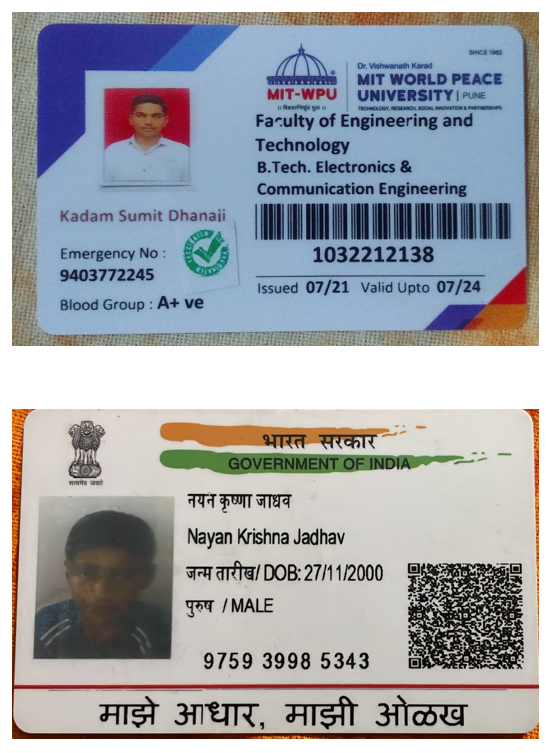 SINCE 1983
Dr. Vishwanath Karad
MIT WORLD PEACE
UNIVERSITY | PUNE
TECHNOLOGY, RESEARCH, SOCIAL INNOVATION & PARTNERSHIPS
MIT-WPU
॥ विश्वशान्तिर्ध्रुवं ध्रुवा ॥
Faculty of Engineering and
Technology
B.Tech. Electronics &
Communication Engineering
Kadam Sumit Dhanaji
1032212138
Emergency No :
9403772245
Issued 07/21 Valid Upto 07/24
Blood Group : A+ ve
भारत सरकार
GOVERNMENT OF INDIA
सत्यमेव जयते
नयन कृष्णा जाधव
Nayan Krishna Jadhav
जन्म तारीख/ DOB: 27/11/2000
पुरुष / MALE
9759 3998 5343
माझे आधार, माझी ओळख